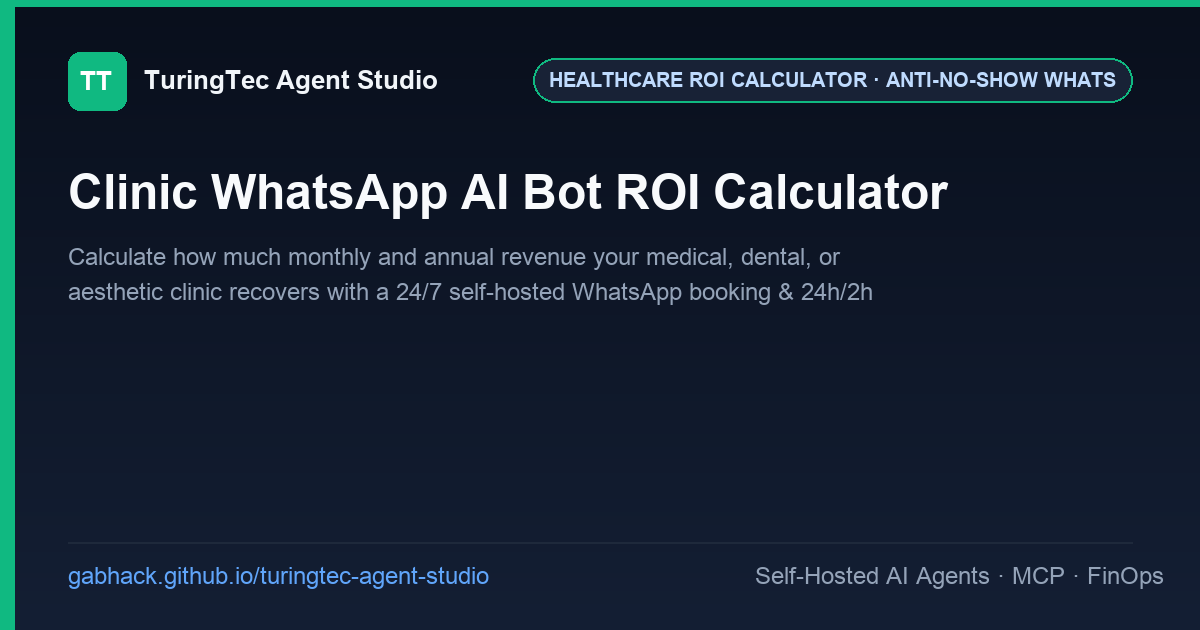 TT
TuringTec Agent Studio
HEALTHCARE ROI CALCULATOR · ANTI-NO-SHOW WHATS
Clinic WhatsApp AI Bot ROI Calculator
Calculate how much monthly and annual revenue your medical, dental, or
aesthetic clinic recovers with a 24/7 self-hosted WhatsApp booking & 24h/2h
gabhack.github.io/turingtec-agent-studio
Self-Hosted AI Agents · MCP · FinOps